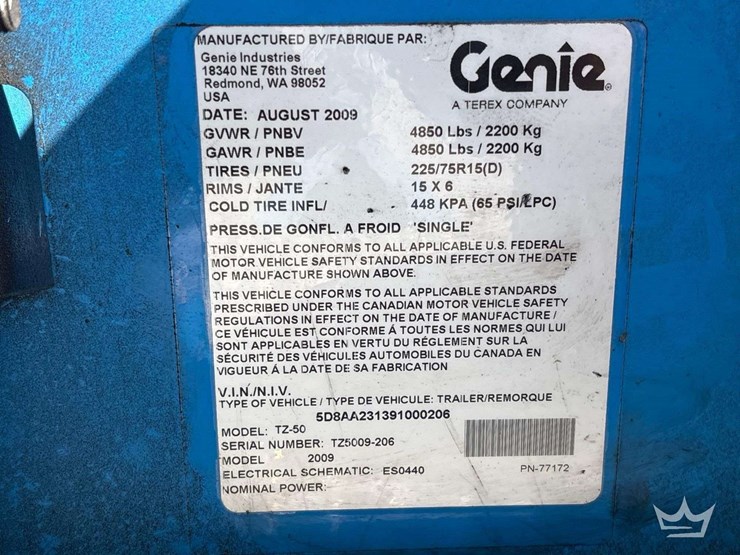 MANUFACTURED BY/FABRIQUE PAR:
Genie Industries
18340 NE 76th Street
Redmond, WA 98052
USA
Genie
A TEREX COMPANY
DATE: AUGUST 2009
GVWR / PNBV 4850 Lbs / 2200 Kg
GAWR / PNBE 4850 Lbs / 2200 Kg
TIRES / PNEU 225/75R15(D)
RIMS / JANTE 15 X 6
COLD TIRE INFL/ 448 KPA (65 PSI/LPC)
PRESS.DE GONFL. A FROID 'SINGLE'
THIS VEHICLE CONFORMS TO ALL APPLICABLE U.S. FEDERAL
MOTOR VEHICLE SAFETY STANDARDS IN EFFECT ON THE DATE
OF MANUFACTURE SHOWN ABOVE.
THIS VEHICLE CONFORMS TO ALL APPLICABLE STANDARDS
PRESCRIBED UNDER THE CANADIAN MOTOR VEHICLE SAFETY
REGULATIONS IN EFFECT ON THE DATE OF MANUFACTURE /
CE VÉHICULE EST CONFORME Á TOUTES LES NORMES QUI LUI
SONT APPLICABLES EN VERTU DU RÉGLEMENT SUR LA
SÉCURITÉ DES VÉHICULES AUTOMOBILES DU CANADA EN
VIGUEUR Á LA DATE DE SA FABRICATION
V.I.N./N.I.V.
TYPE OF VEHICLE / TYPE DE VEHICULE: TRAILER/REMORQUE
5D8AA231391000206
MODEL: TZ-50
SERIAL NUMBER: TZ5009-206
MODEL 2009
ELECTRICAL SCHEMATIC: ES0440
NOMINAL POWER:
PN-77172